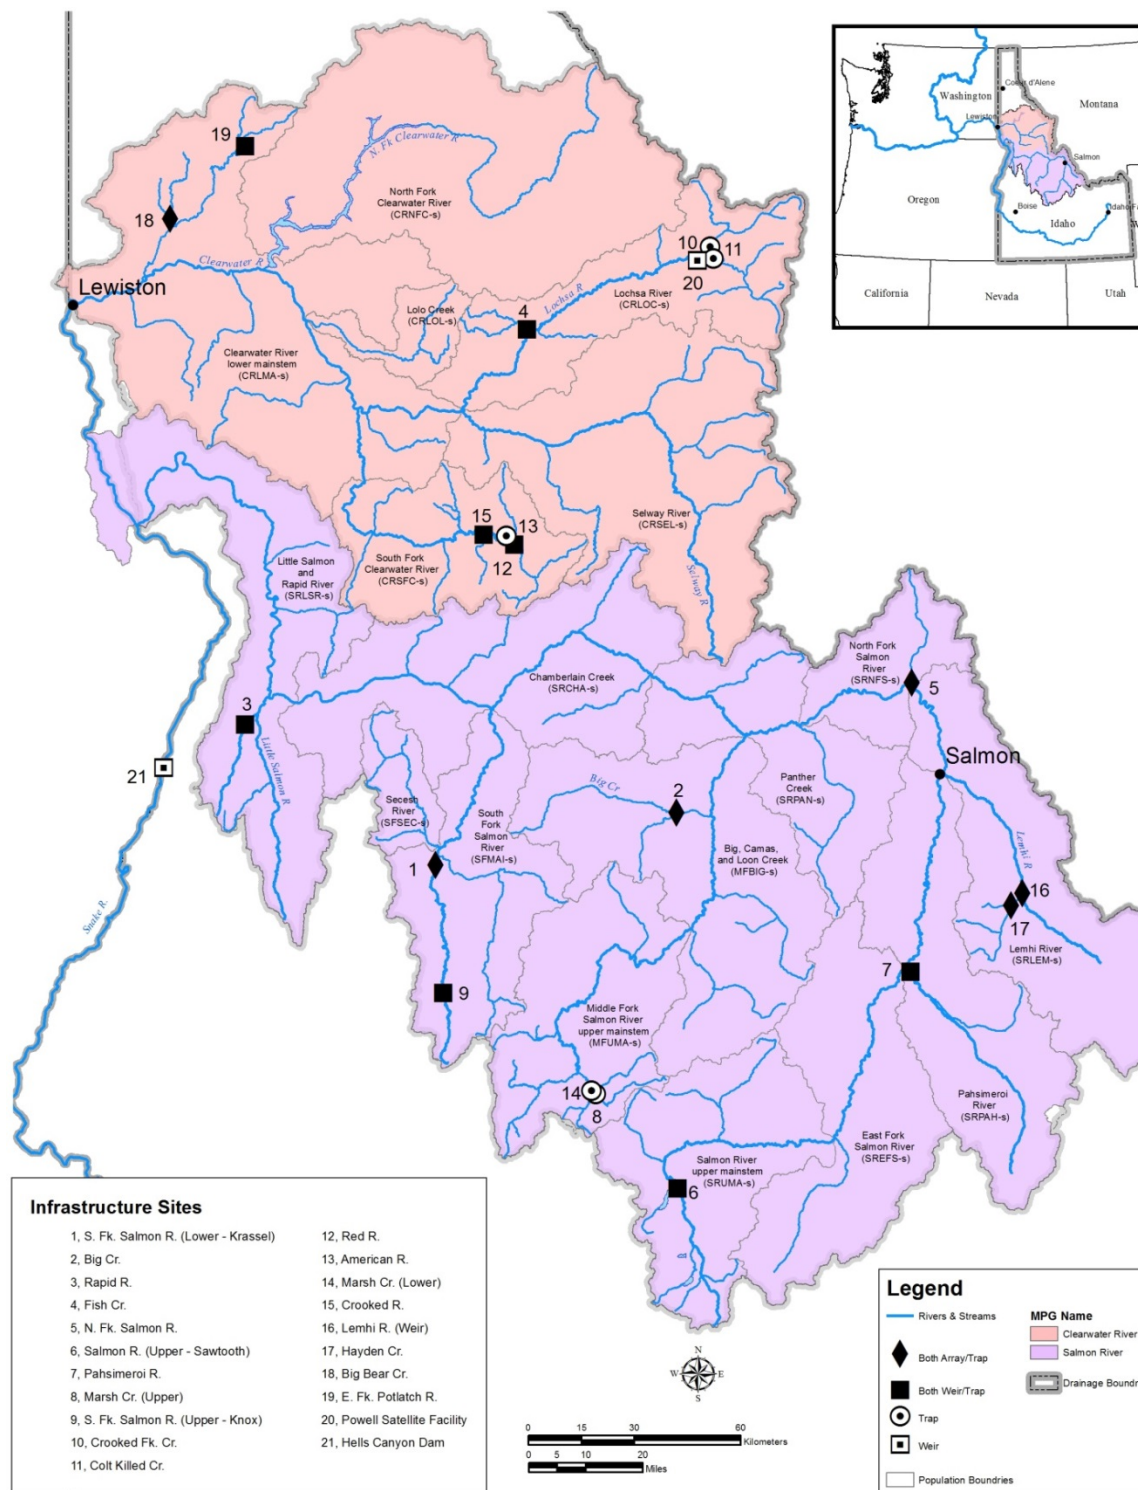 Coeur d'Alene
Washington
Montana
Lewiston
Salmon
Oregon
Boise
Idaho Fa
Idaho
W
California
Nevada
Utah
19
N. Fk Clearwater R
North Fork
Clearwater River
(CRNFC-s)
18
10
11
20
Clearwater R
Lewiston
Lochsa R
Lochsa River
(CRLOC-s)
4
Lolo Creek
(CRLOL-s)
Clearwater River
lower mainstem
(CRLMA-s)
Selway River
(CRSEL-s)
15
13
12
South Fork
Clearwater River
(CRSFC-s)
Little Salmon
and
Rapid River
(SRLSR-s)
Selway R
North Fork
Salmon
River
(SRNFS-s)
5
Chamberlain Creek
(SRCHA-s)
3
Little Salmon R
21
Salmon
Big Cr
2
Panther
Creek
(SRPAN-s)
Secesh
River
(SFSEC-s)
South
Fork
Salmon
River
(SFMAI-s)
Big, Camas,
and Loon Creek
(MFBIG-s)
Lemhi R
1
16
17
Lemhi River
(SRLEM-s)
Snake R.
7
9
Middle Fork
Salmon River
upper mainstem
(MFUMA-s)
14
8
Pahsimeroi
River
(SRPAH-s)
East Fork
Salmon River
(SREFS-s)
Salmon River
upper mainstem
(SRUMA-s)
6
Infrastructure Sites
1, S. Fk. Salmon R. (Lower - Krassel)
2, Big Cr.
3, Rapid R.
4, Fish Cr.
5, N. Fk. Salmon R.
6, Salmon R. (Upper - Sawtooth)
7, Pahsimeroi R.
8, Marsh Cr. (Upper)
9, S. Fk. Salmon R. (Upper - Knox)
10, Crooked Fk. Cr.
11, Colt Killed Cr.
12, Red R.
13, American R.
14, Marsh Cr. (Lower)
15, Crooked R.
16, Lemhi R. (Weir)
17, Hayden Cr.
18, Big Bear Cr.
19, E. Fk. Potlatch R.
20, Powell Satellite Facility
21, Hells Canyon Dam
N
W E
S
0 15 30 60
Kilometers
0 5 10 20
Miles
Legend
Rivers & Streams
Both Array/Trap
Both Weir/Trap
Trap
Weir
Population Boundries
MPG Name
Clearwater River
Salmon River
Drainage Boundr